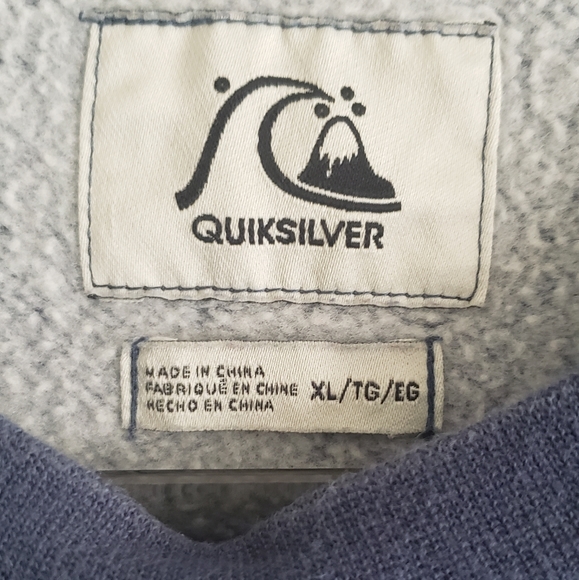 QUIKSILVER
MADE IN CHINA
FABRIQUÉ EN CHINE
HECHO EN CHINA
XL/TG/EG